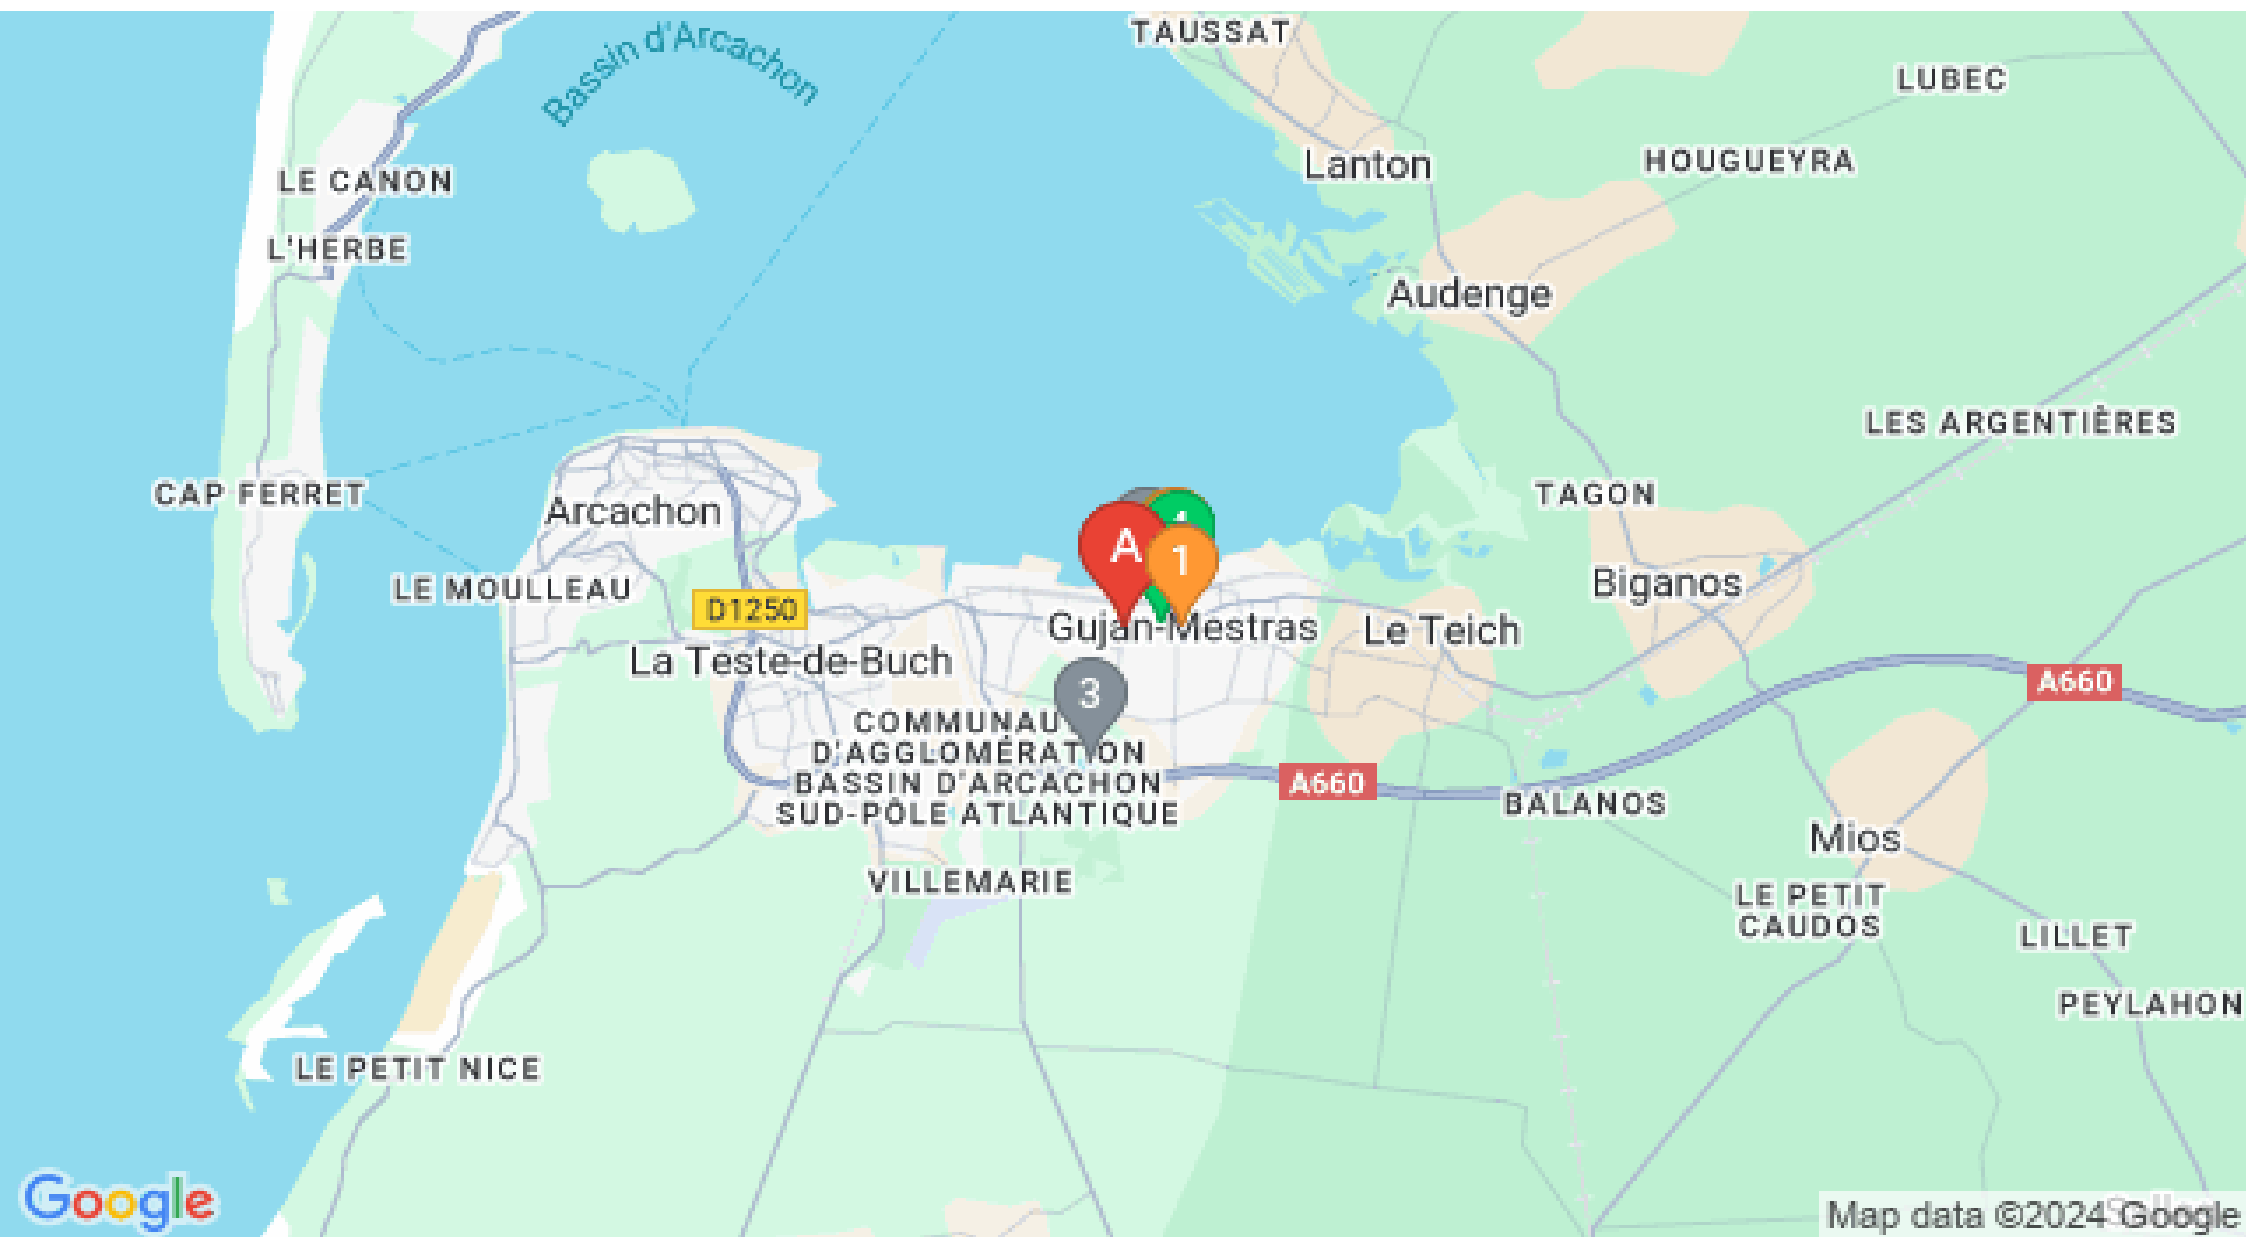 TAUSSAT
Bassin d'Arcachon
LUBEC
Lanton
HOUGUEYRA
LE CANON
L'HERBE
Audenge
LES ARGENTIÈRES
CAP FERRET
TAGON
Arcachon
A
1
Biganos
LE MOULLEAU
D1250
Gujan-Mestras
Le Teich
La Teste-de-Buch
3
A660
COMMUNAU
D'AGGLOMÉRATION
BASSIN D'ARCACHON
SUD-PÔLE ATLANTIQUE
A660
BALANOS
Mios
VILLEMARIE
LE PETIT
CAUDOS
LILLET
PEYLAHON
LE PETIT NICE
Google
Map data ©2024 Google